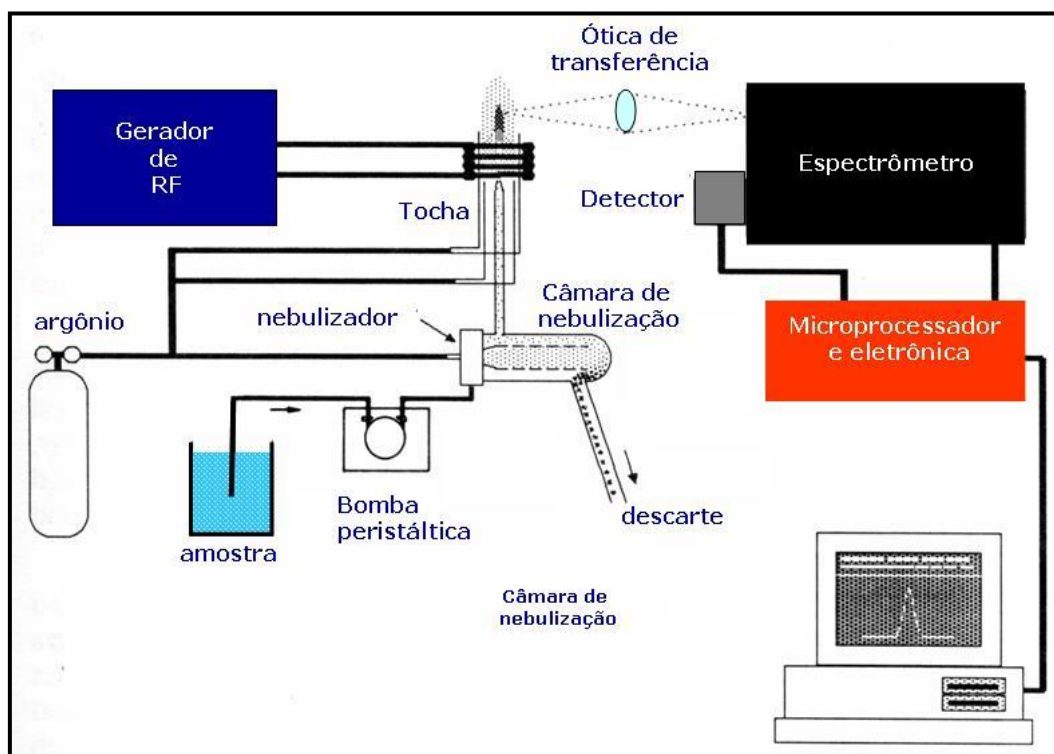 Ótica de
transferência
Gerador
de
RF
Espectrômetro
Detector
Tocha
Câmara de
nebulização
argônio
nebulizador
Microprocessador
e eletrônica
Bomba
peristáltica
descarte
amostra
Câmara de
nebulização